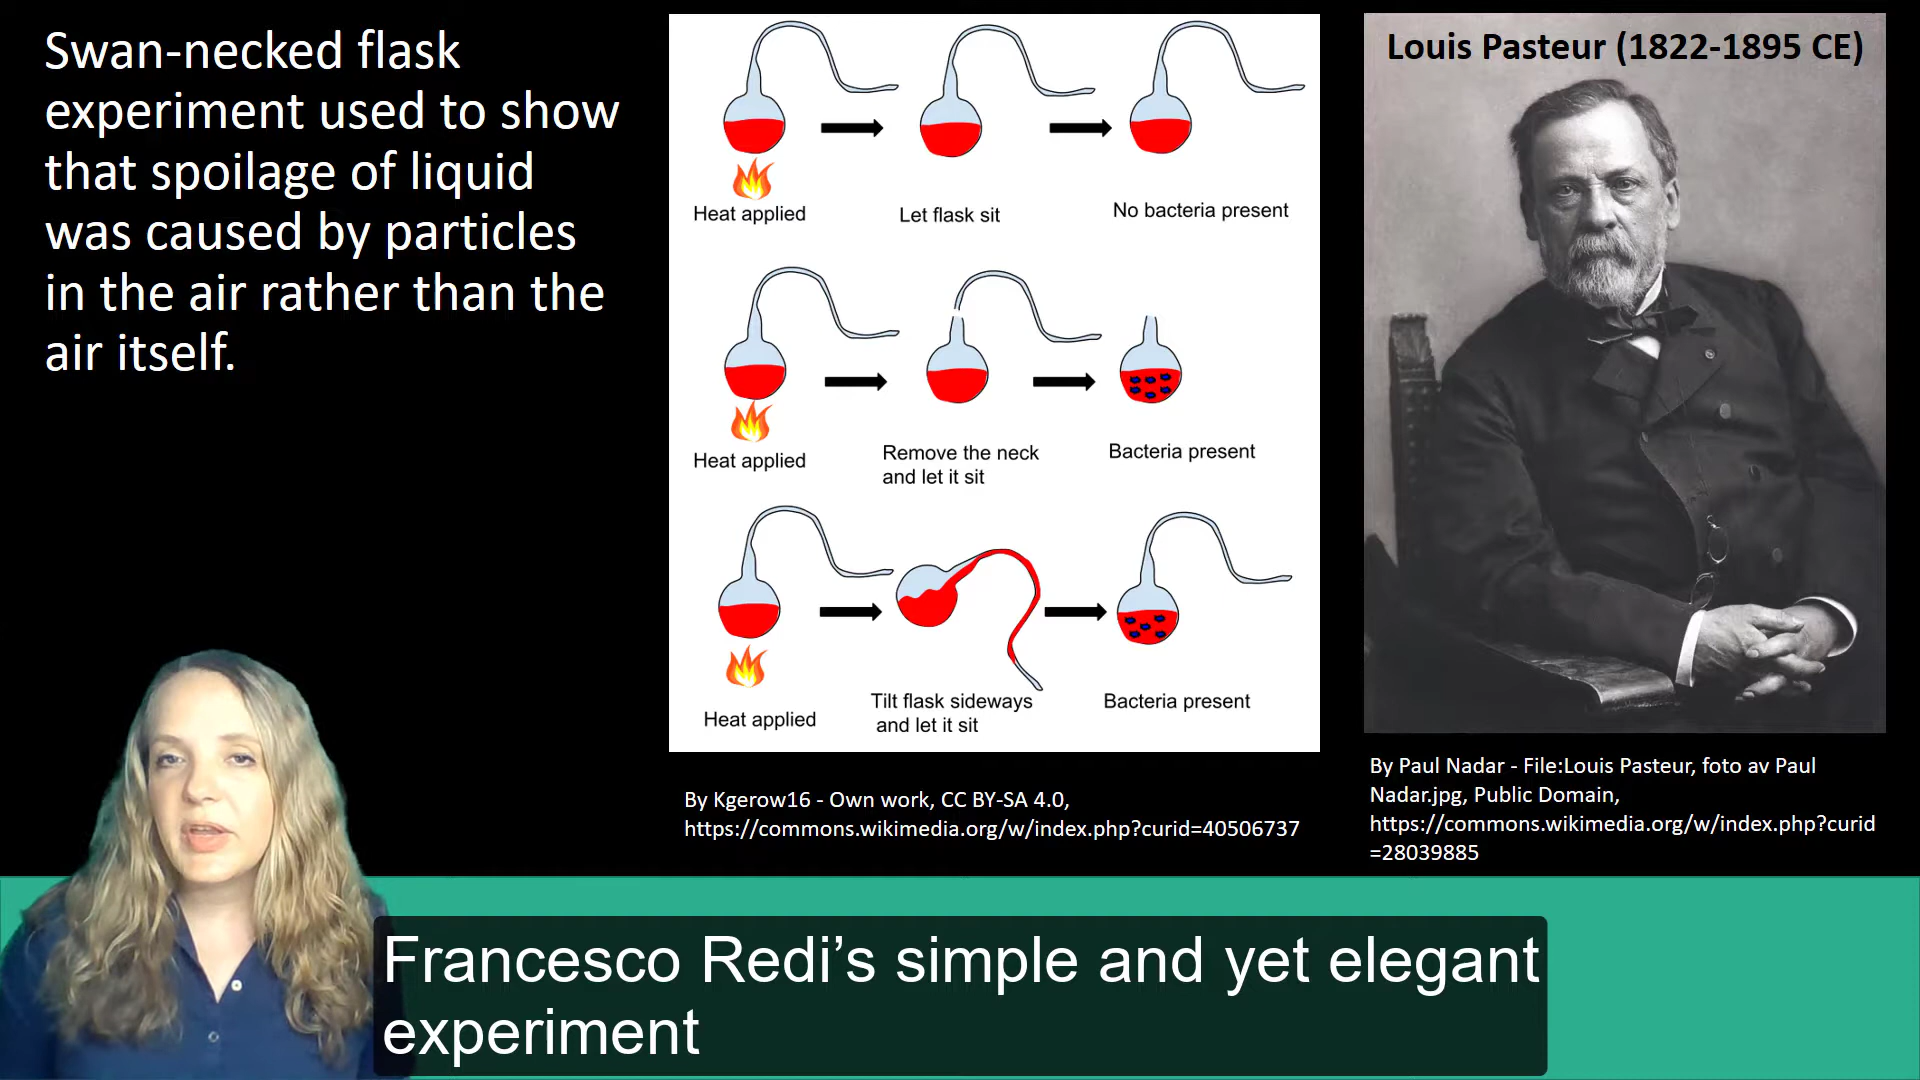 Swan-necked flask
experiment used to show
that spoilage of liquid
was caused by particles
in the air rather than the
air itself.
Heat applied
Let flask sit
No bacteria present
Heat applied
Remove the neck
and let it sit
Bacteria present
Heat applied
Tilt flask sideways
and let it sit
Bacteria present
By Kgerow16 - Own work, CC BY-SA 4.0,
https://commons.wikimedia.org/w/index.php?curid=40506737
Louis Pasteur (1822-1895 CE)
By Paul Nadar - File:Louis Pasteur, foto av Paul
Nadar.jpg, Public Domain,
https://commons.wikimedia.org/w/index.php?curid
=28039885
Francesco Redi’s simple and yet elegant
experiment